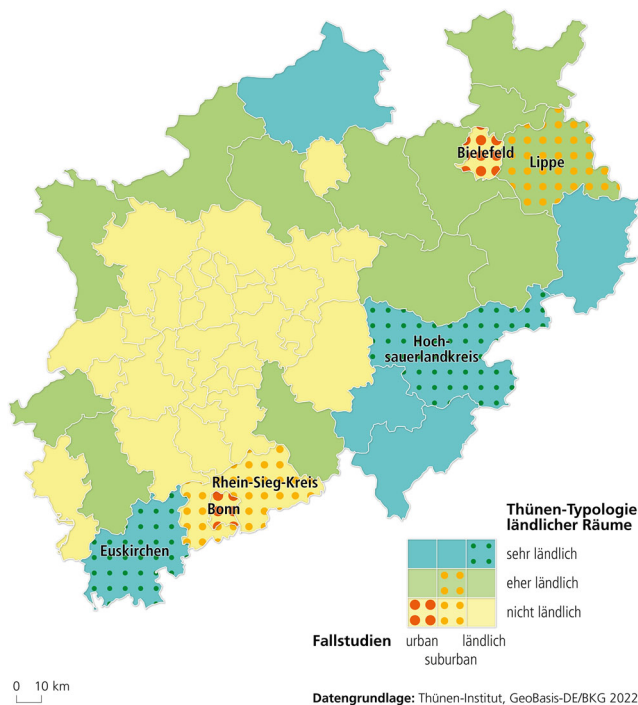 Bielefeld
Lippe
Hoch-
sauerlandkreis
Rhein-Sieg-Kreis
Bonn
Euskirchen
Thünen-Typologie
ländlicher Räume
sehr ländlich
eher ländlich
nicht ländlich
Fallstudien urban ländlich
suburban
0 10 km
Datengrundlage: Thünen-Institut, GeoBasis-DE/BKG 2022